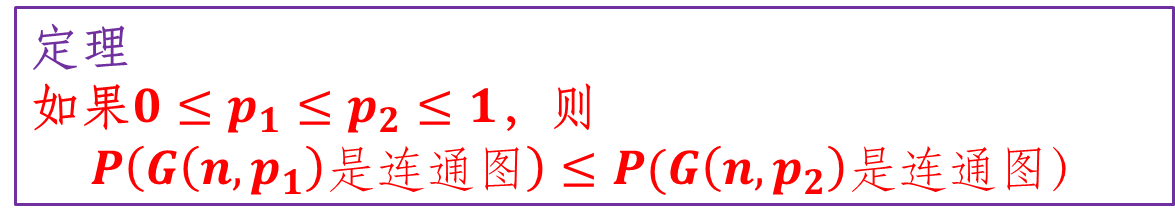 定理
如果0 ≤ p₁ ≤ p₂ ≤ 1，则
P(G(n,p₁)是连通图) ≤ P(G(n,p₂)是连通图)